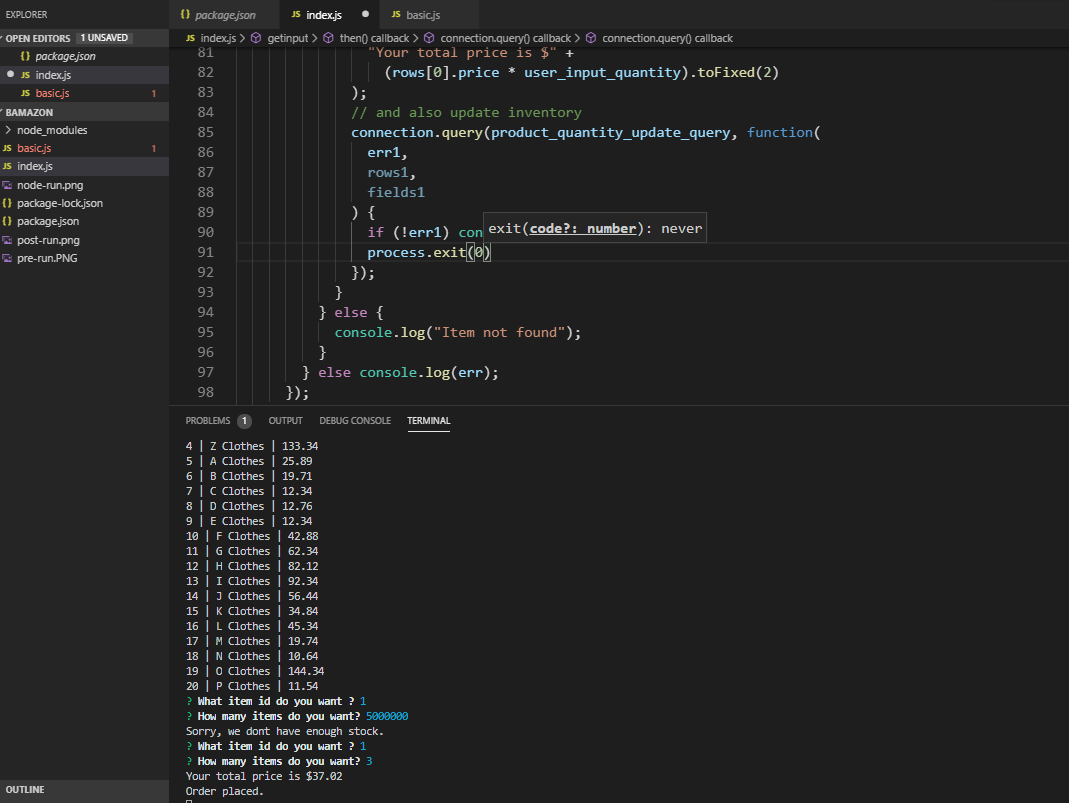 EXPLORER
OPEN EDITORS 1 UNSAVED
{} package.json
JS index.js
JS basic.js 1
BAMAZON
node_modules
JS basic.js 1
JS index.js
node-run.png
{} package-lock.json
{} package.json
post-run.png
pre-run.PNG
OUTLINE
{} package.json JS index.js JS basic.js
JS index.js > getinput > then() callback > connection.query() callback > connection.query() callback
81 "Your total price is $" +
82 (rows[0].price * user_input_quantity).toFixed(2)
83 );
84 // and also update inventory
85 connection.query(product_quantity_update_query, function(
86 err1,
87 rows1,
88 fields1
89 ) {
90 if (!err1) con
exit(code?: number): never
91 process.exit(0)
92 });
93 }
94 } else {
95 console.log("Item not found");
96 }
97 } else console.log(err);
98 });
PROBLEMS 1 OUTPUT DEBUG CONSOLE TERMINAL
4 | Z Clothes | 133.34
5 | A Clothes | 25.89
6 | B Clothes | 19.71
7 | C Clothes | 12.34
8 | D Clothes | 12.76
9 | E Clothes | 12.34
10 | F Clothes | 42.88
11 | G Clothes | 62.34
12 | H Clothes | 82.12
13 | I Clothes | 92.34
14 | J Clothes | 56.44
15 | K Clothes | 34.84
16 | L Clothes | 45.34
17 | M Clothes | 19.74
18 | N Clothes | 10.64
19 | O Clothes | 144.34
20 | P Clothes | 11.54
? What item id do you want ? 1
? How many items do you want? 5000000
Sorry, we dont have enough stock.
? What item id do you want ? 1
? How many items do you want? 3
Your total price is $37.02
Order placed.